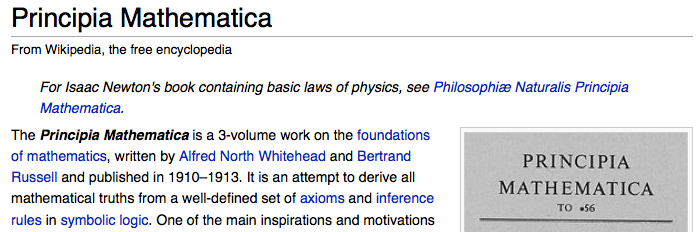 Principia Mathematica
From Wikipedia, the free encyclopedia
For Isaac Newton's book containing basic laws of physics, see Philosophiæ Naturalis Principia
Mathematica.
The Principia Mathematica is a 3-volume work on the foundations
of mathematics, written by Alfred North Whitehead and Bertrand
Russell and published in 1910–1913. It is an attempt to derive all
mathematical truths from a well-defined set of axioms and inference
rules in symbolic logic. One of the main inspirations and motivations
PRINCIPIA
MATHEMATICA
TO *56